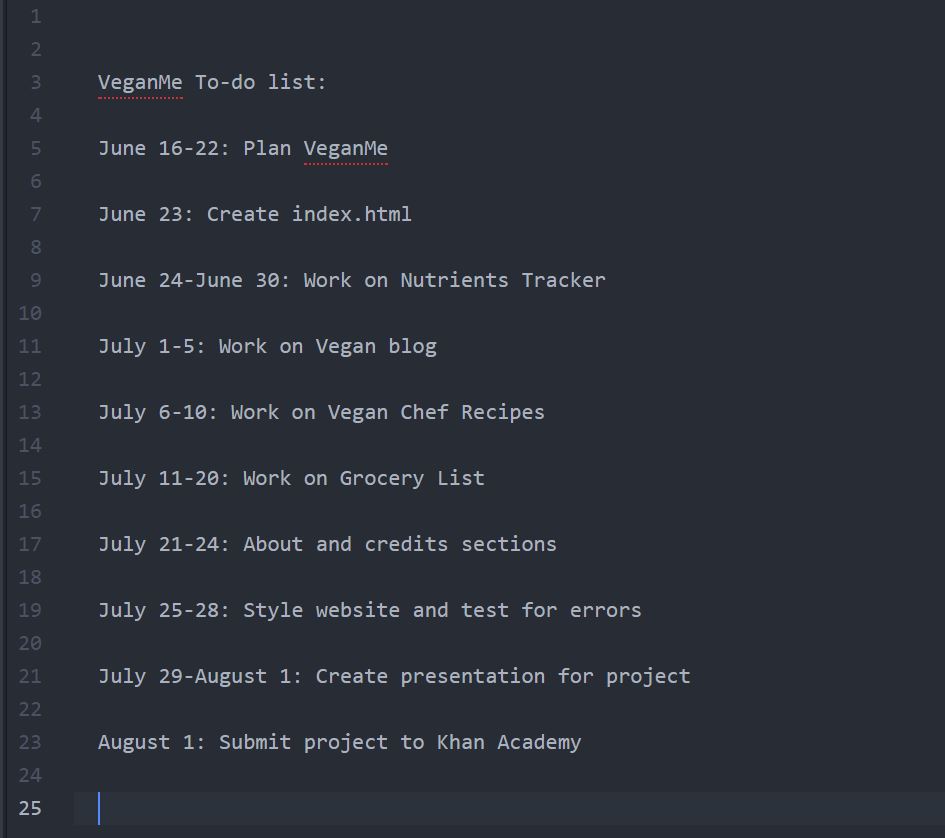 1
2
3 VeganMe To-do list:
4
5 June 16-22: Plan VeganMe
6
7 June 23: Create index.html
8
9 June 24-June 30: Work on Nutrients Tracker
10
11 July 1-5: Work on Vegan blog
12
13 July 6-10: Work on Vegan Chef Recipes
14
15 July 11-20: Work on Grocery List
16
17 July 21-24: About and credits sections
18
19 July 25-28: Style website and test for errors
20
21 July 29-August 1: Create presentation for project
22
23 August 1: Submit project to Khan Academy
24
25